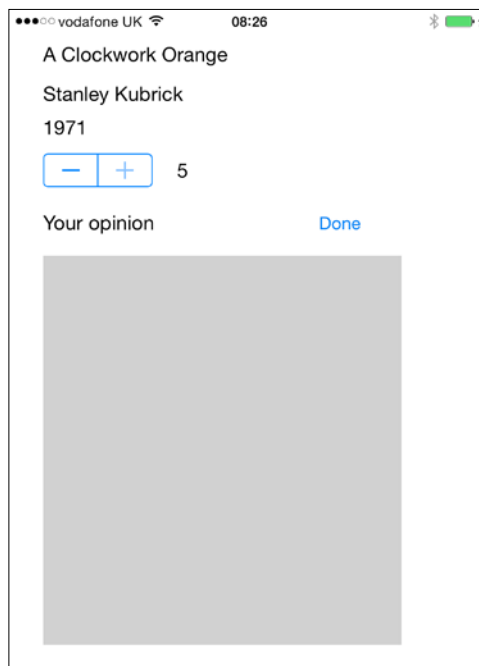 vodafone UK 08:26
A Clockwork Orange
Stanley Kubrick
1971
− + 5
Your opinion Done